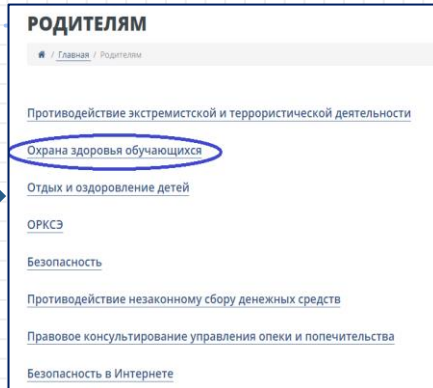 РОДИТЕЛЯМ
/ Главная / Родителям
Противодействие экстремистской и террористической деятельности
Охрана здоровья обучающихся
Отдых и оздоровление детей
ОРКСЭ
Безопасность
Противодействие незаконному сбору денежных средств
Правовое консультирование управления опеки и попечительства
Безопасность в Интернете